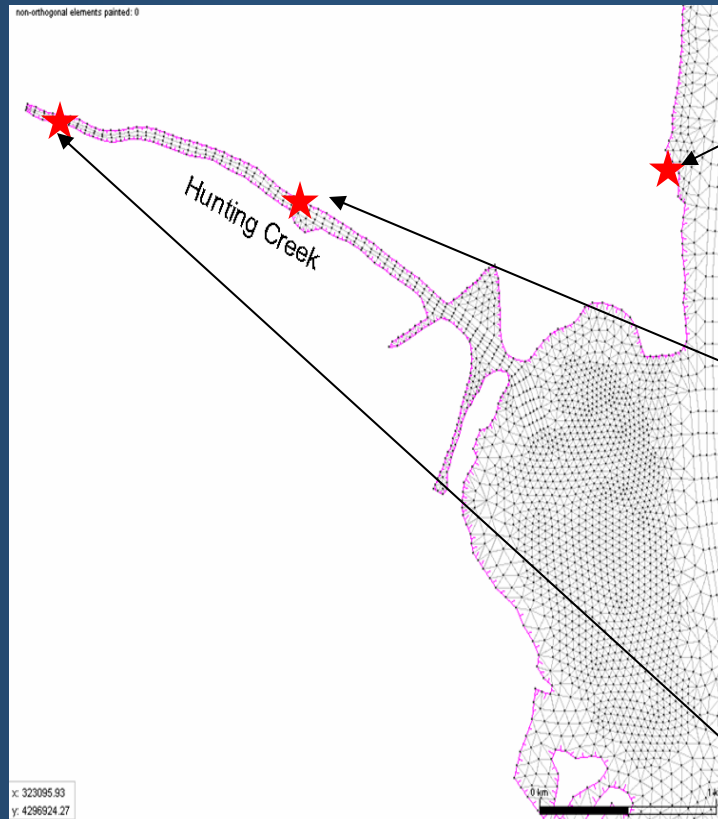 non-orthogonal elements painted: 0
Hunting Creek
x: 323095.93
y: 4296924.27
0 km